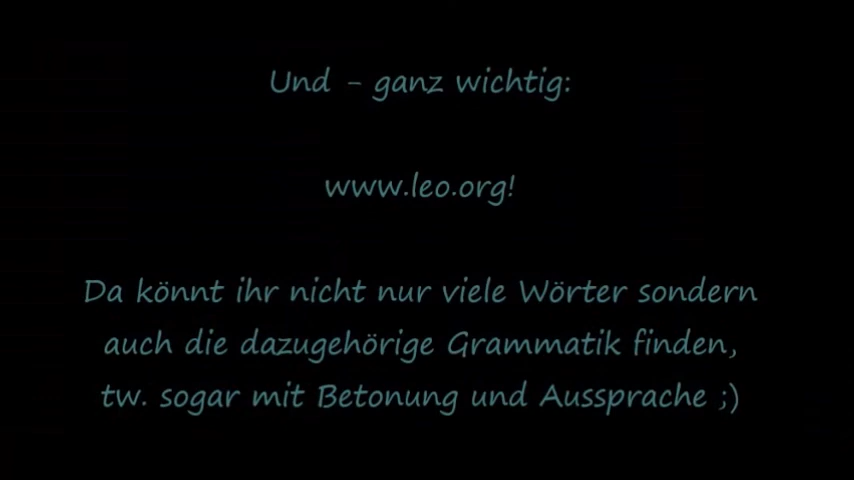 Und - ganz wichtig:
www.leo.org!
Da könnt ihr nicht nur viele Wörter sondern
auch die dazugehörige Grammatik finden,
tw. sogar mit Betonung und Aussprache ;)